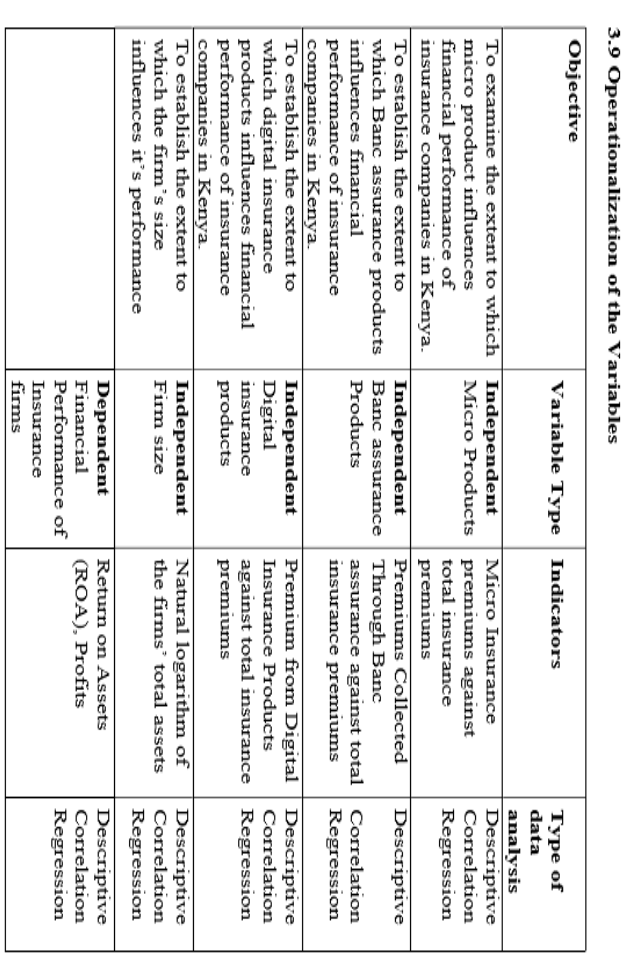 3.9 Operationalization of the Variables
Objective
Variable Type
Indicators
Type of
data
analysis
To examine the extent to which
micro product influences
financial performance of
insurance companies in Kenya.
Independent
Micro Products
Micro Insurance
premiums against
total insurance
premiums
Descriptive
Correlation
Regression
To establish the extent to
which Banc assurance products
influences financial
performance of insurance
companies in Kenya.
Independent
Banc assurance
Products
Premiums Collected
Through Banc
assurance against total
insurance premiums
Descriptive
Correlation
Regression
To establish the extent to
which digital insurance
products influences financial
performance of insurance
companies in Kenya.
Independent
Digital
insurance
products
Premium from Digital
Insurance Products
against total insurance
premiums
Descriptive
Correlation
Regression
To establish the extent to
which the firm's size
influences it's performance
Independent
Firm size
Natural logarithm of
the firms' total assets
Descriptive
Correlation
Regression
Dependent
Financial
Performance of
Insurance
firms
Return on Assets
(ROA), Profits
Descriptive
Correlation
Regression